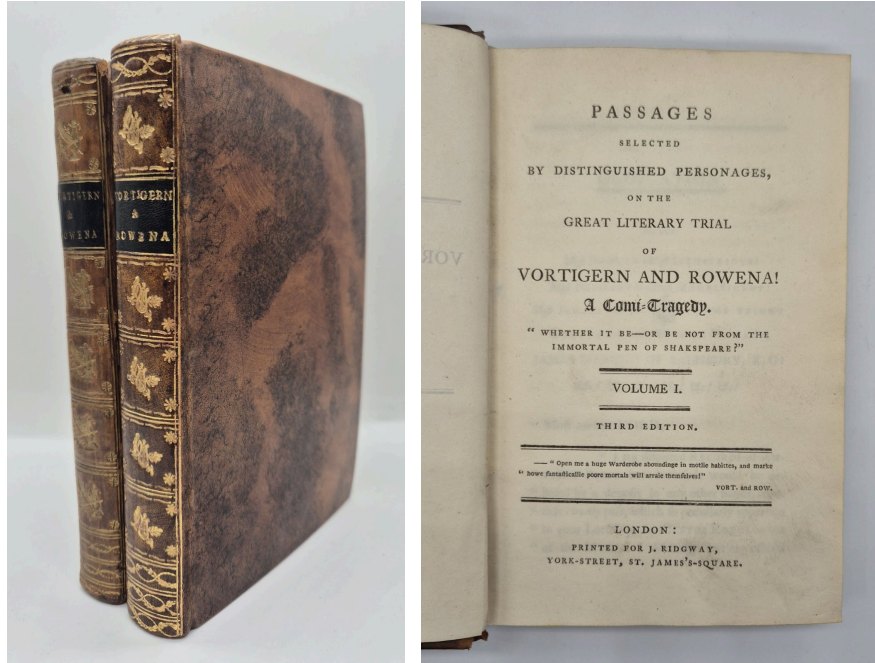 VORTIGERN
&
ROWENA
PASSAGES
SELECTED
BY DISTINGUISHED PERSONAGES,
ON THE
GREAT LITERARY TRIAL
OF
VORTIGERN AND ROWENA!
A Comi-Tragedy.
" WHETHER IT BE—OR BE NOT FROM THE
IMMORTAL PEN OF SHAKSPEARE?"
VOLUME I.
THIRD EDITION.
—— " Open me a huge Warderobe aboundinge in motlie habittes, and marke
" howe fantasticallie poore mortals will arraie themselves!"
VORT. and ROW.
LONDON:
PRINTED FOR J. RIDGWAY,
YORK-STREET, ST. JAMES'S-SQUARE.